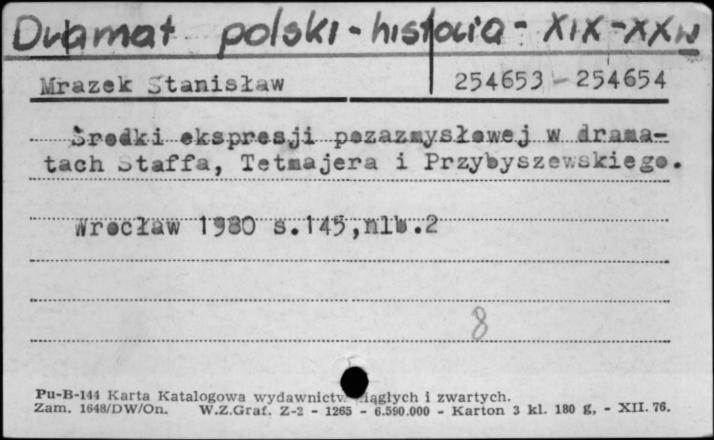 Dramat polski - historia - XIX-XXw
Mrazek Stanisław 254653 - 254654
Środki ekspresji pozazmysłowej w drama-
tach Staffa, Tetmajera i Przybyszewskiego.
Wrocław 1980 s.145,nlb.2
8
Pu-B-144 Karta Katalogowa wydawnictw ciągłych i zwartych.
Zam. 1648/DW/On. W.Z.Graf. Z-2 - 1265 - 6.590.000 - Karton 3 kl. 180 g, - XII. 76.